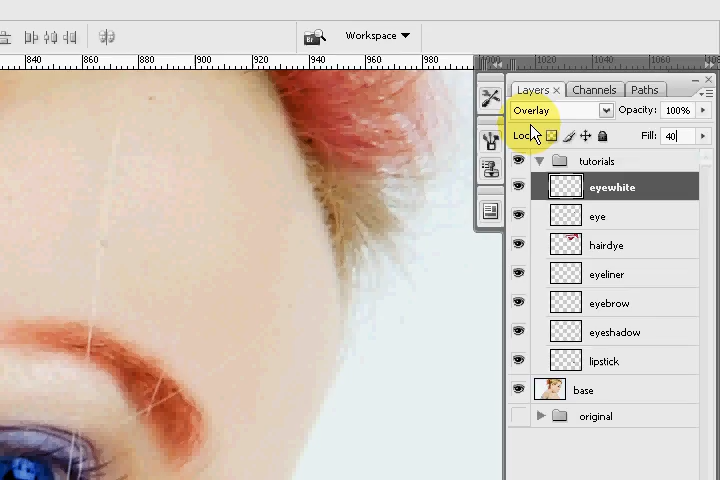 Workspace
840 860 880 900 920 940 960 980 1020 1040 1060
Layers × Channels Paths
Overlay Opacity: 100%
Fill: 40
tutorials
eyewhite
eye
hairdye
eyeliner
eyebrow
eyeshadow
lipstick
base
original